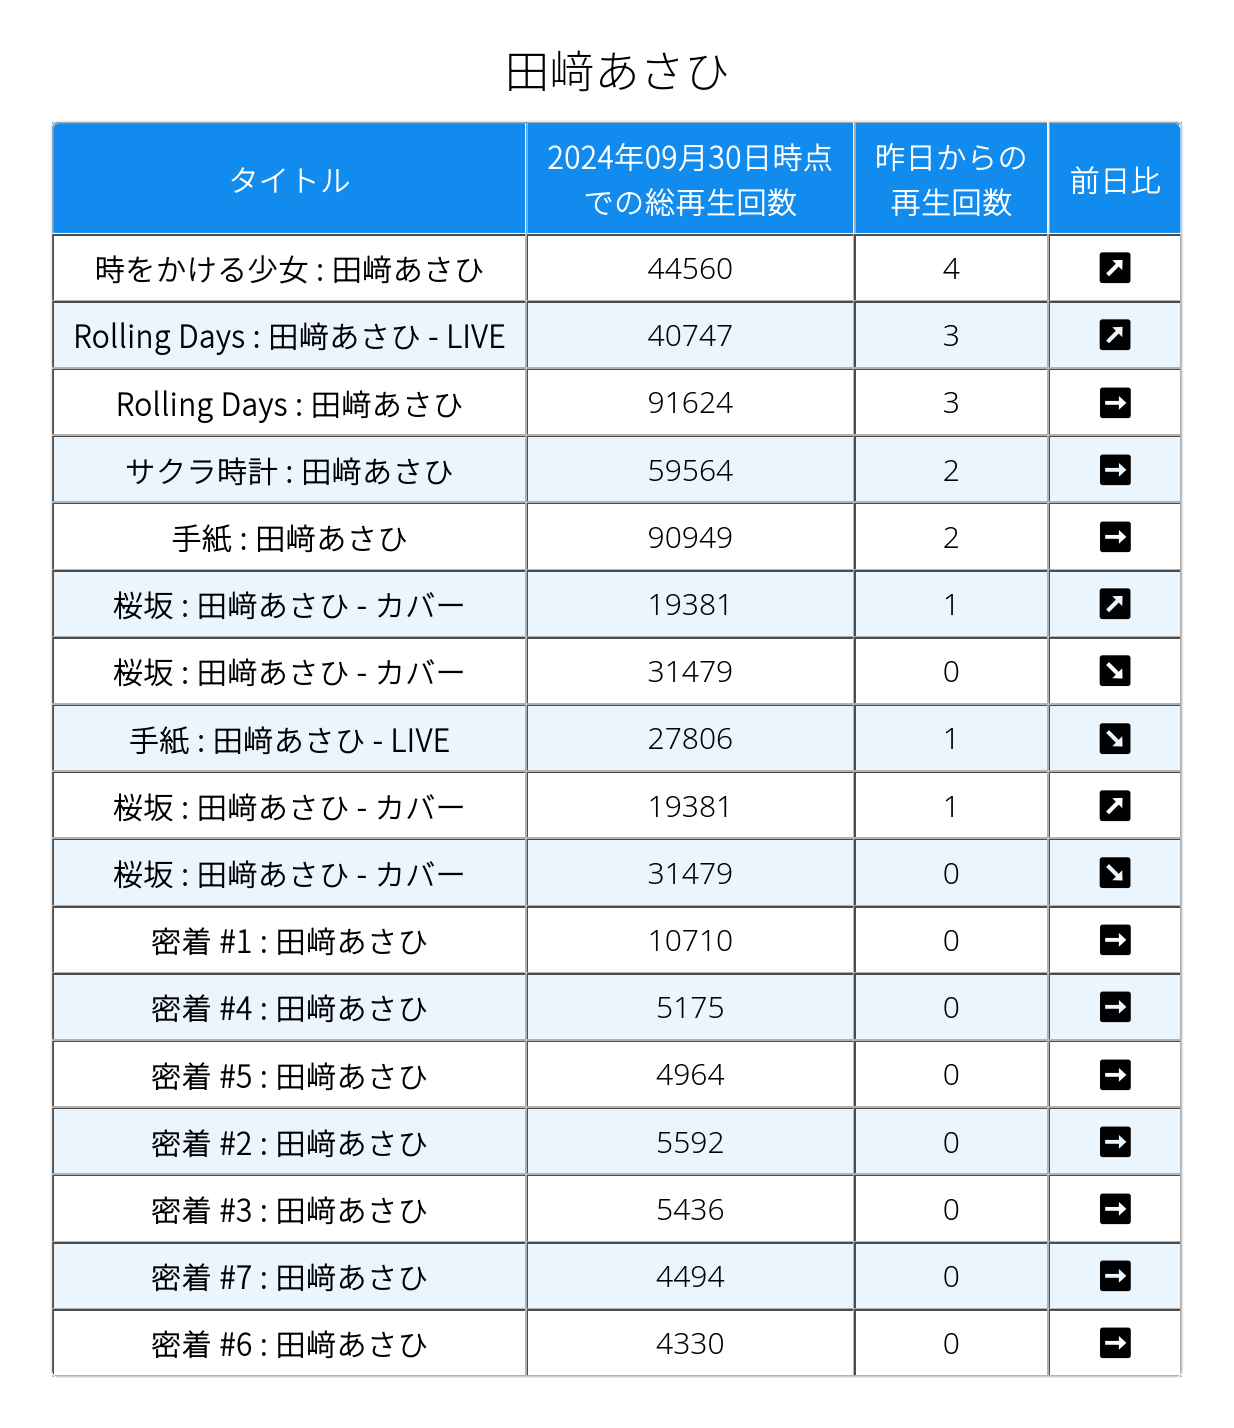 田﨑あさひ
タイトル
2024年09月30日時点
での総再生回数
昨日からの
再生回数
前日比
時をかける少女 : 田﨑あさひ 44560 4
Rolling Days : 田﨑あさひ - LIVE 40747 3
Rolling Days : 田﨑あさひ 91624 3
サクラ時計 : 田﨑あさひ 59564 2
手紙 : 田﨑あさひ 90949 2
桜坂 : 田﨑あさひ - カバー 19381 1
桜坂 : 田﨑あさひ - カバー 31479 0
手紙 : 田﨑あさひ - LIVE 27806 1
桜坂 : 田﨑あさひ - カバー 19381 1
桜坂 : 田﨑あさひ - カバー 31479 0
密着 #1 : 田﨑あさひ 10710 0
密着 #4 : 田﨑あさひ 5175 0
密着 #5 : 田﨑あさひ 4964 0
密着 #2 : 田﨑あさひ 5592 0
密着 #3 : 田﨑あさひ 5436 0
密着 #7 : 田﨑あさひ 4494 0
密着 #6 : 田﨑あさひ 4330 0